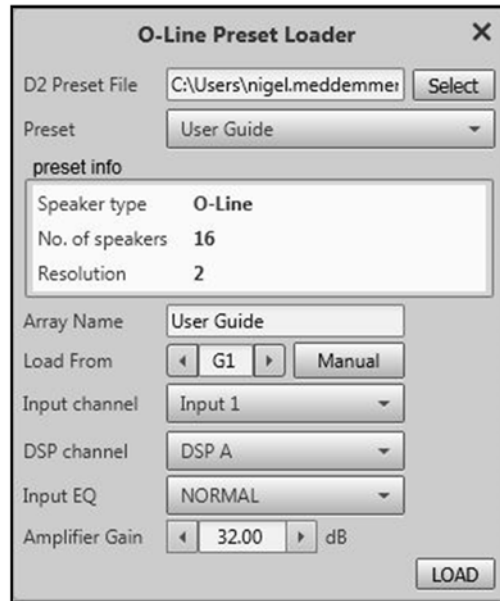 O-Line Preset Loader ✕
D2 Preset File C:\Users\nigel.meddemmer Select
Preset User Guide
preset info
Speaker type O-Line
No. of speakers 16
Resolution 2
Array Name User Guide
Load From G1 Manual
Input channel Input 1
DSP channel DSP A
Input EQ NORMAL
Amplifier Gain 32.00 dB
LOAD